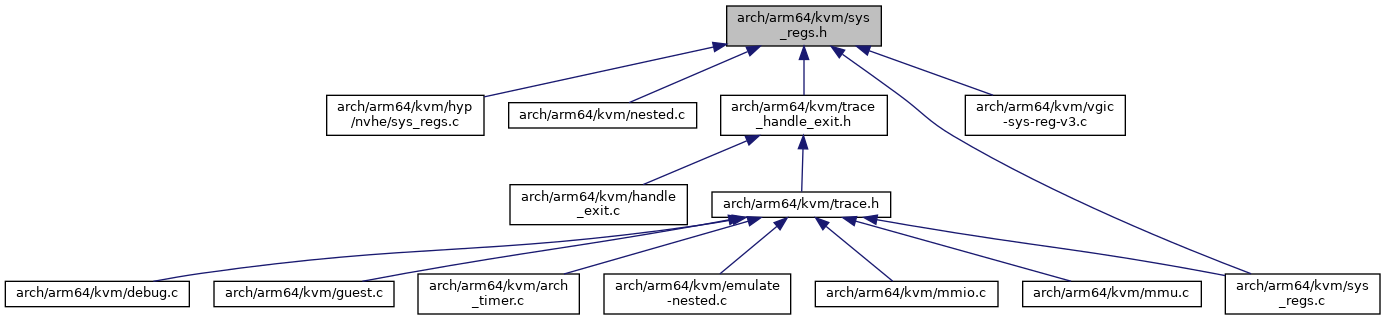 arch/arm64/kvm/sys
_regs.h
arch/arm64/kvm/hyp
/nvhe/sys_regs.c
arch/arm64/kvm/nested.c
arch/arm64/kvm/trace
_handle_exit.h
arch/arm64/kvm/vgic
-sys-reg-v3.c
arch/arm64/kvm/handle
_exit.c
arch/arm64/kvm/trace.h
arch/arm64/kvm/debug.c
arch/arm64/kvm/guest.c
arch/arm64/kvm/arch
_timer.c
arch/arm64/kvm/emulate
-nested.c
arch/arm64/kvm/mmio.c
arch/arm64/kvm/mmu.c
arch/arm64/kvm/sys
_regs.c